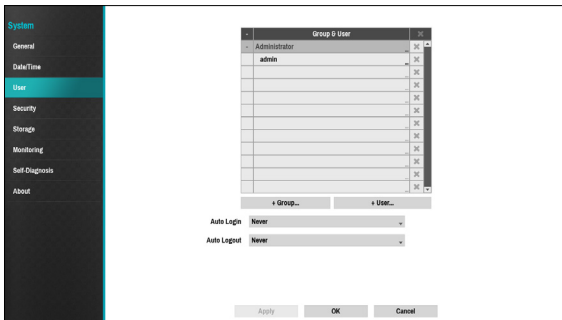 System
General
Date/Time
User
Security
Storage
Monitoring
Self-Diagnosis
About
- Group & User
- Administrator
admin
+ Group... + User...
Auto Login Never
Auto Logout Never
Apply OK Cancel